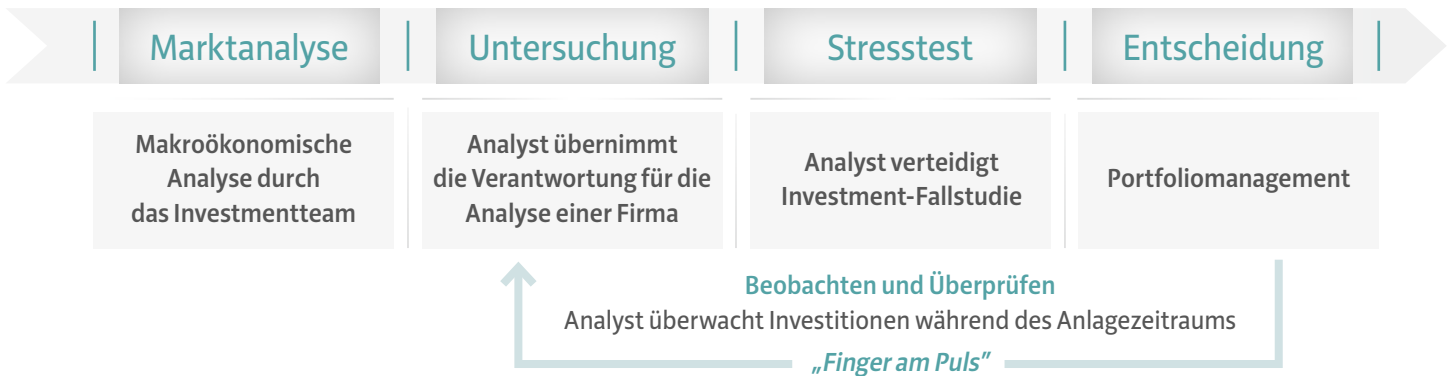 Marktanalyse
Untersuchung
Stresstest
Entscheidung
Makroökonomische
Analyse durch
das Investmentteam
Analyst übernimmt
die Verantwortung für die
Analyse einer Firma
Analyst verteidigt
Investment-Fallstudie
Portfoliomanagement
Beobachten und Überprüfen
Analyst überwacht Investitionen während des Anlagezeitraums
„Finger am Puls”